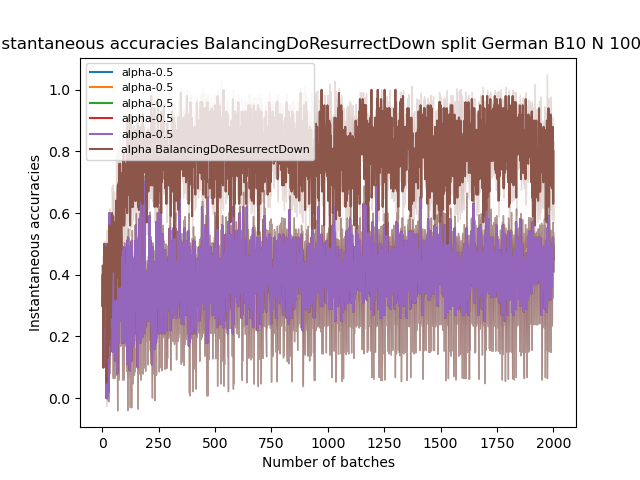 stantaneous accuracies BalancingDoResurrectDown split German B10 N 100
alpha-0.5
alpha-0.5
alpha-0.5
alpha-0.5
alpha-0.5
alpha BalancingDoResurrectDown
1.0
0.8
0.6
0.4
0.2
0.0
Instantaneous accuracies
0 250 500 750 1000 1250 1500 1750 2000
Number of batches